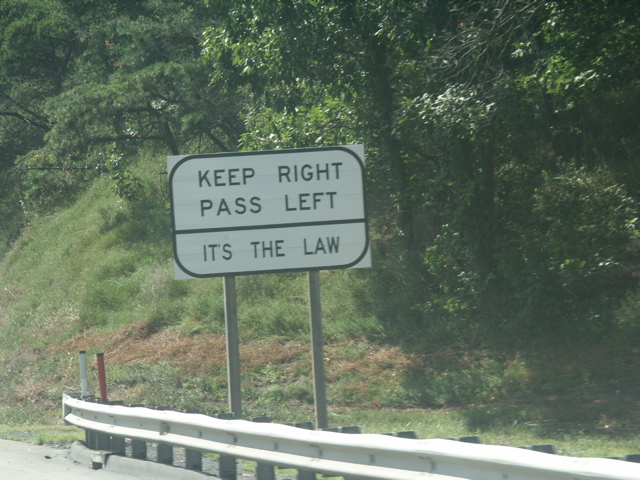 KEEP RIGHT
PASS LEFT
IT'S THE LAW